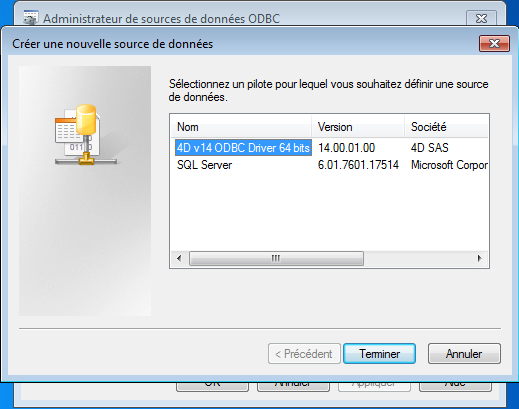 Administrateur de sources de données ODBC
Créer une nouvelle source de données
Sélectionnez un pilote pour lequel vous souhaitez définir une source
de données.
Nom Version Société
4D v14 ODBC Driver 64 bits 14.00.01.00 4D SAS
SQL Server 6.01.7601.17514 Microsoft Corpor
< Précédent Terminer Annuler
OK Annuler Appliquer Aide